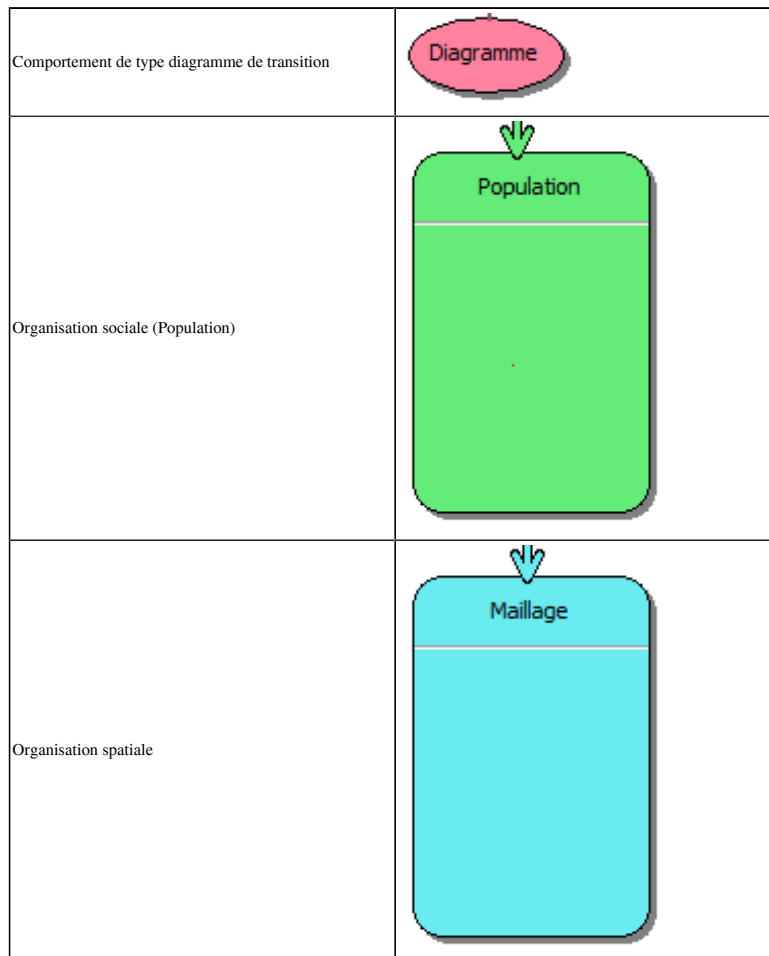 Comportement de type diagramme de transition
Diagramme
Organisation sociale (Population)
Population
Organisation spatiale
Maillage